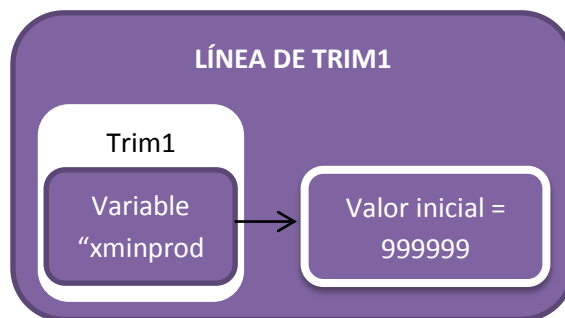 LÍNEA DE TRIM1
Trim1
Variable
“xminprod
Valor inicial =
999999